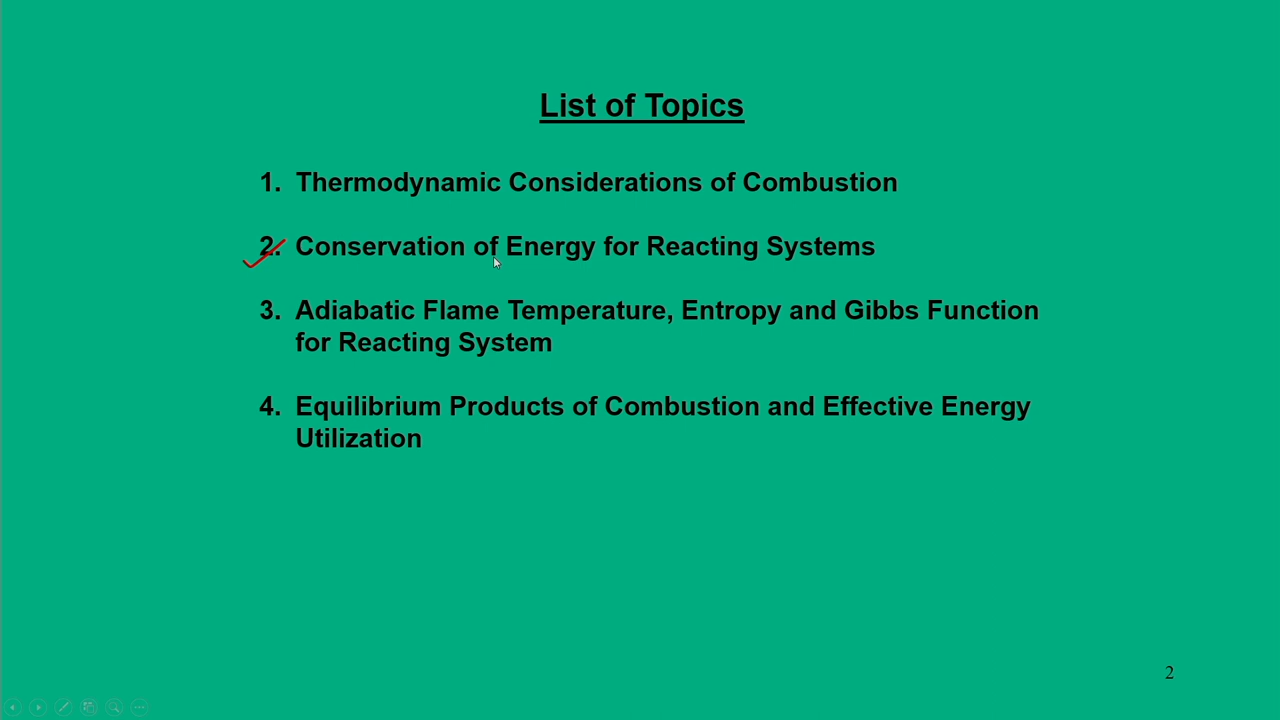 List of Topics
1. Thermodynamic Considerations of Combustion
2. Conservation of Energy for Reacting Systems
3. Adiabatic Flame Temperature, Entropy and Gibbs Function
for Reacting System
4. Equilibrium Products of Combustion and Effective Energy
Utilization
2